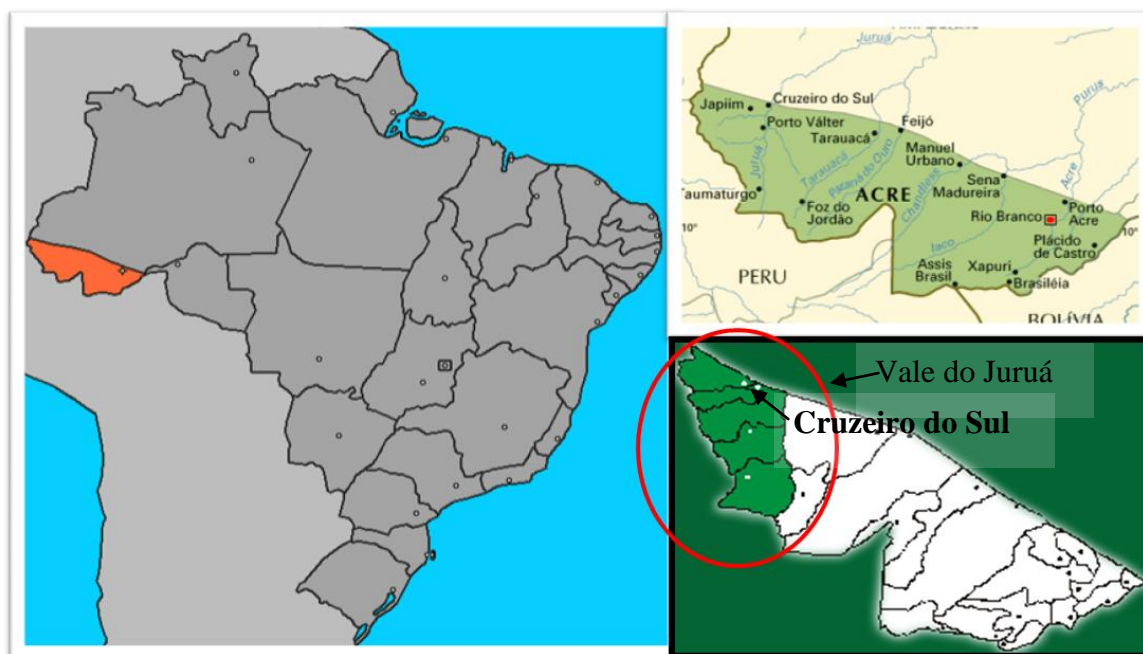 Juruá
Purus
Japiim
Cruzeiro do Sul
Porto Válter
Feijó
Tarauacá
Manuel
Urbano
Juruá
Tarauacá
Paraná do Ouro
Chandless
Sena
Madureira
Acre
Taumaturgo
Foz do
Jordão
ACRE
Rio Branco
Porto
Acre
10°
10°
Iaco
Plácido
de Castro
PERU
Assis
Brasil
Xapuri
Brasiléia
BOLÍVIA
Vale do Juruá
Cruzeiro do Sul